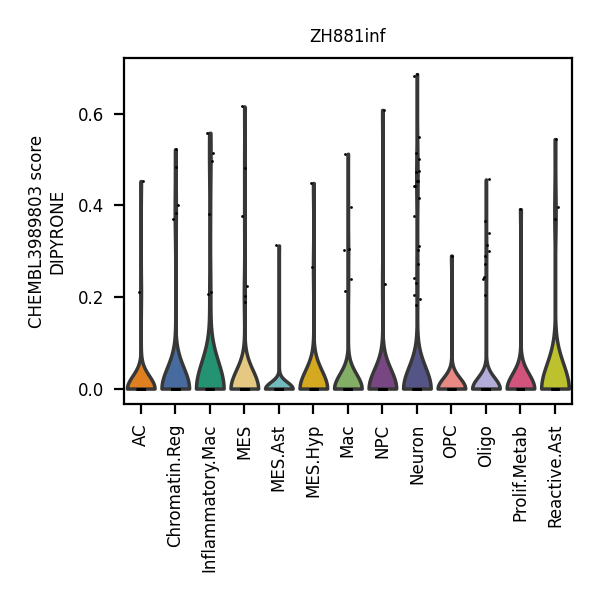 ZH881inf
CHEMBL3989803 score
DIPYRONE
0.6
0.4
0.2
0.0
AC
Chromatin.Reg
Inflammatory.Mac
MES
MES.Ast
MES.Hyp
Mac
NPC
Neuron
OPC
Oligo
Prolif.Metab
Reactive.Ast